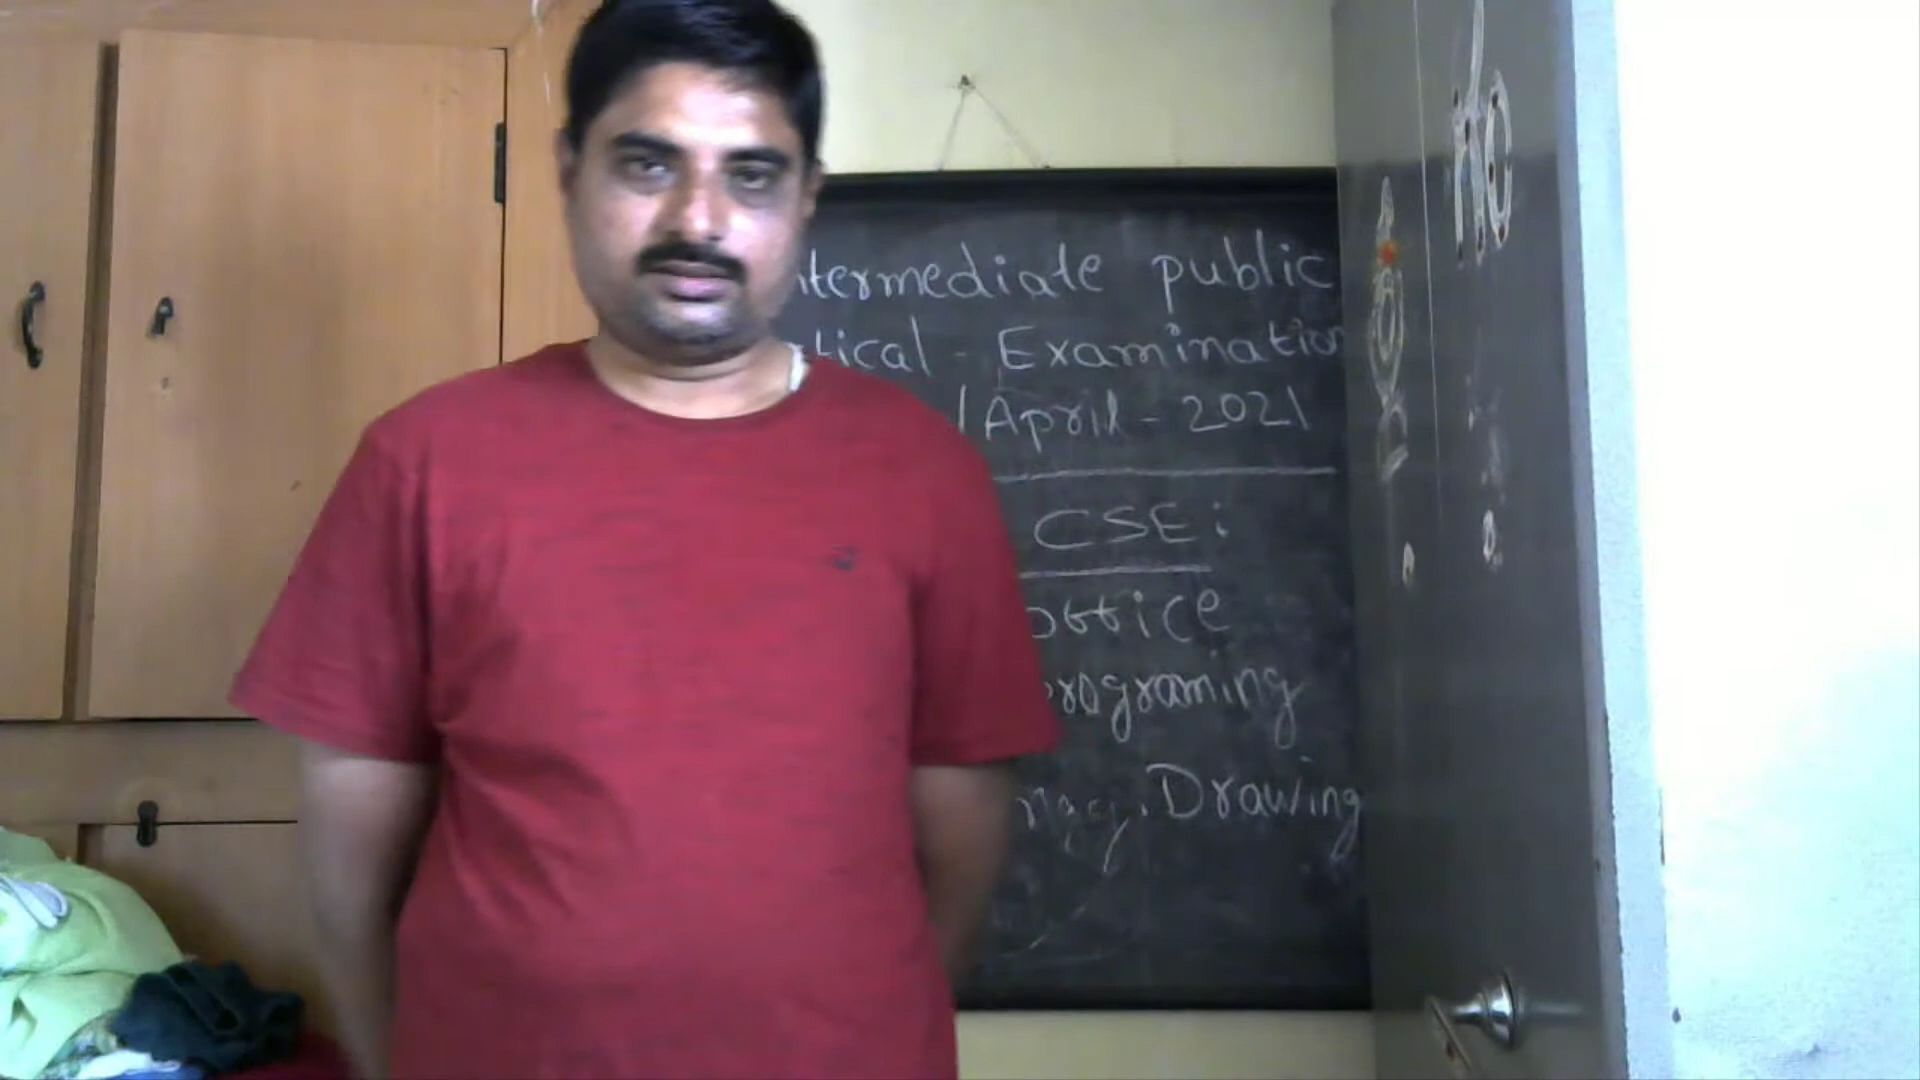 ntermediate public
tical - Examination
/April - 2021
CSE:
office
programing
Drawing